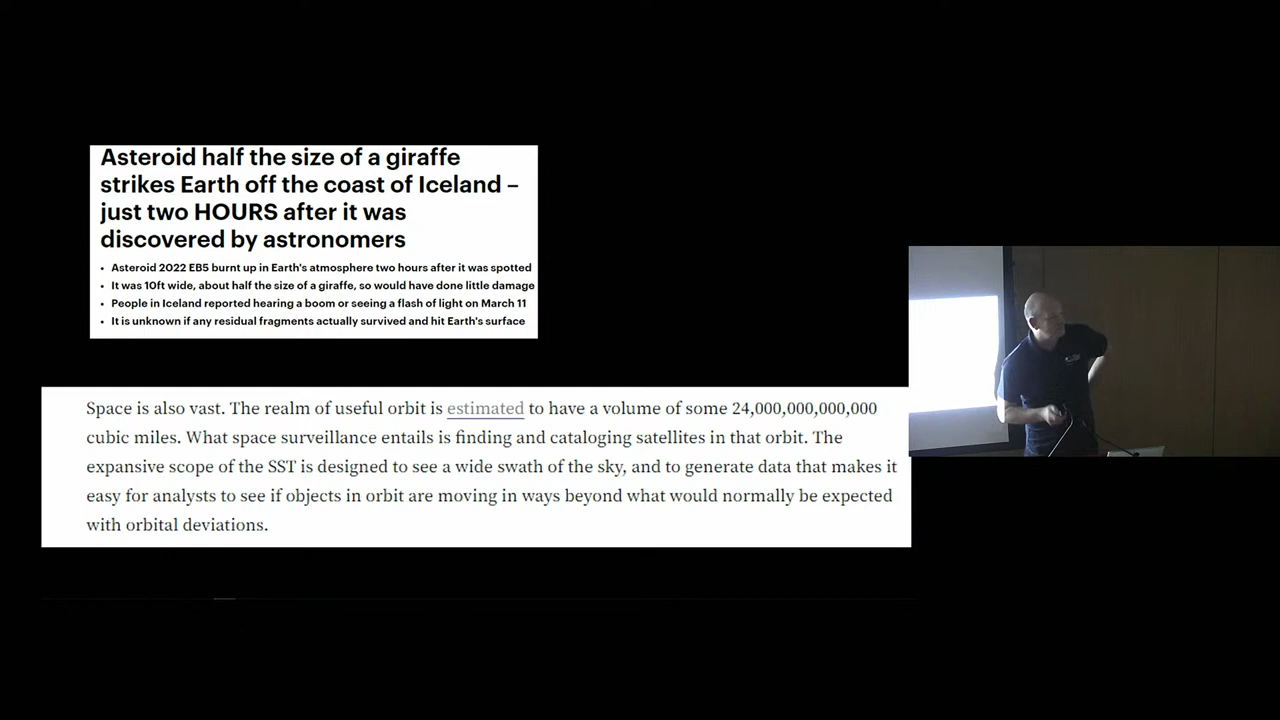 Asteroid half the size of a giraffe
strikes Earth off the coast of Iceland –
just two HOURS after it was
discovered by astronomers
• Asteroid 2022 EB5 burnt up in Earth's atmosphere two hours after it was spotted
• It was 10ft wide, about half the size of a giraffe, so would have done little damage
• People in Iceland reported hearing a boom or seeing a flash of light on March 11
• It is unknown if any residual fragments actually survived and hit Earth's surface
Space is also vast. The realm of useful orbit is estimated to have a volume of some 24,000,000,000,000
cubic miles. What space surveillance entails is finding and cataloging satellites in that orbit. The
expansive scope of the SST is designed to see a wide swath of the sky, and to generate data that makes it
easy for analysts to see if objects in orbit are moving in ways beyond what would normally be expected
with orbital deviations.